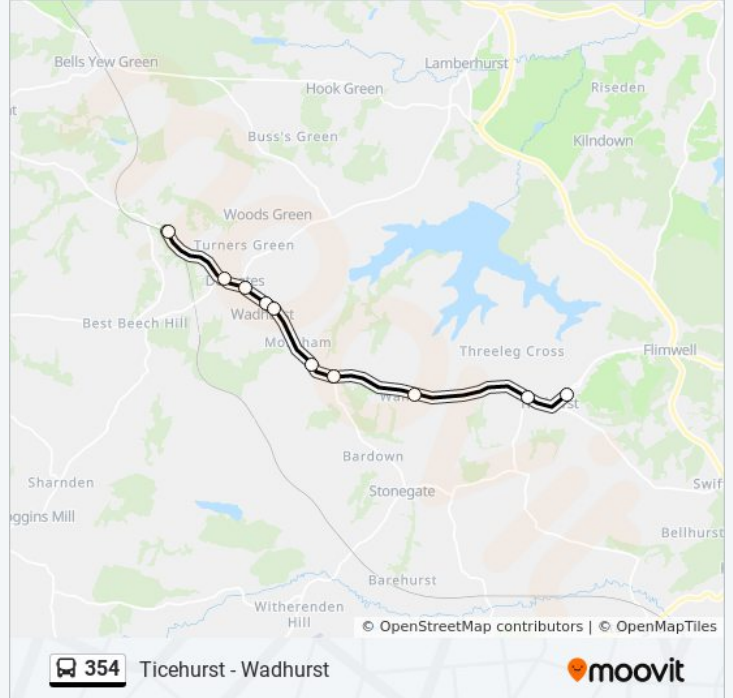 Bells Yew Green
Lamberhurst
Hook Green
Riseden
Buss's Green
Kilndown
Woods Green
Turners Green
Best Beech Hill
Threeleg Cross
Flimwell
Bardown
Sharnden
Stonegate
oggins Mill
Swif
Bellhurst
Barehurst
Witherenden
Hill
© OpenStreetMap contributors | © OpenMapTiles
354 Ticehurst - Wadhurst
moovit